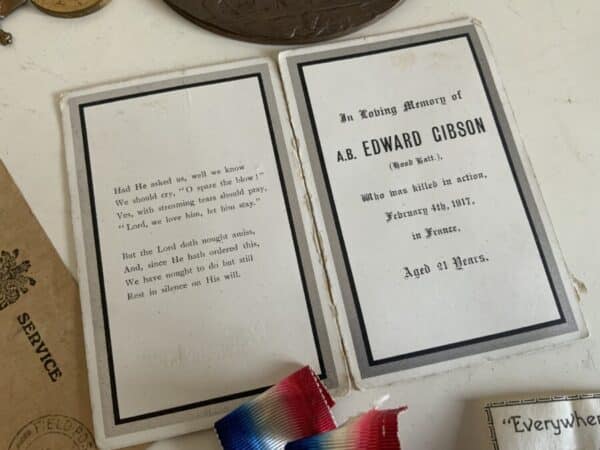 Had He asked us, well we know
We should cry, "O spare the blow!"
Yes, with streaming tears should pray,
"Lord, we love him, let him stay."
But the Lord doth nought amiss,
And, since He hath ordered this,
We have nought to do but still
Rest in silence on His will.
In Loving Memory of
A.B. EDWARD GIBSON
(Hood Batt.),
Who was killed in action,
February 4th, 1917,
in France,
Aged 21 Years.
SERVICE
FIELD PO
"Everywhere